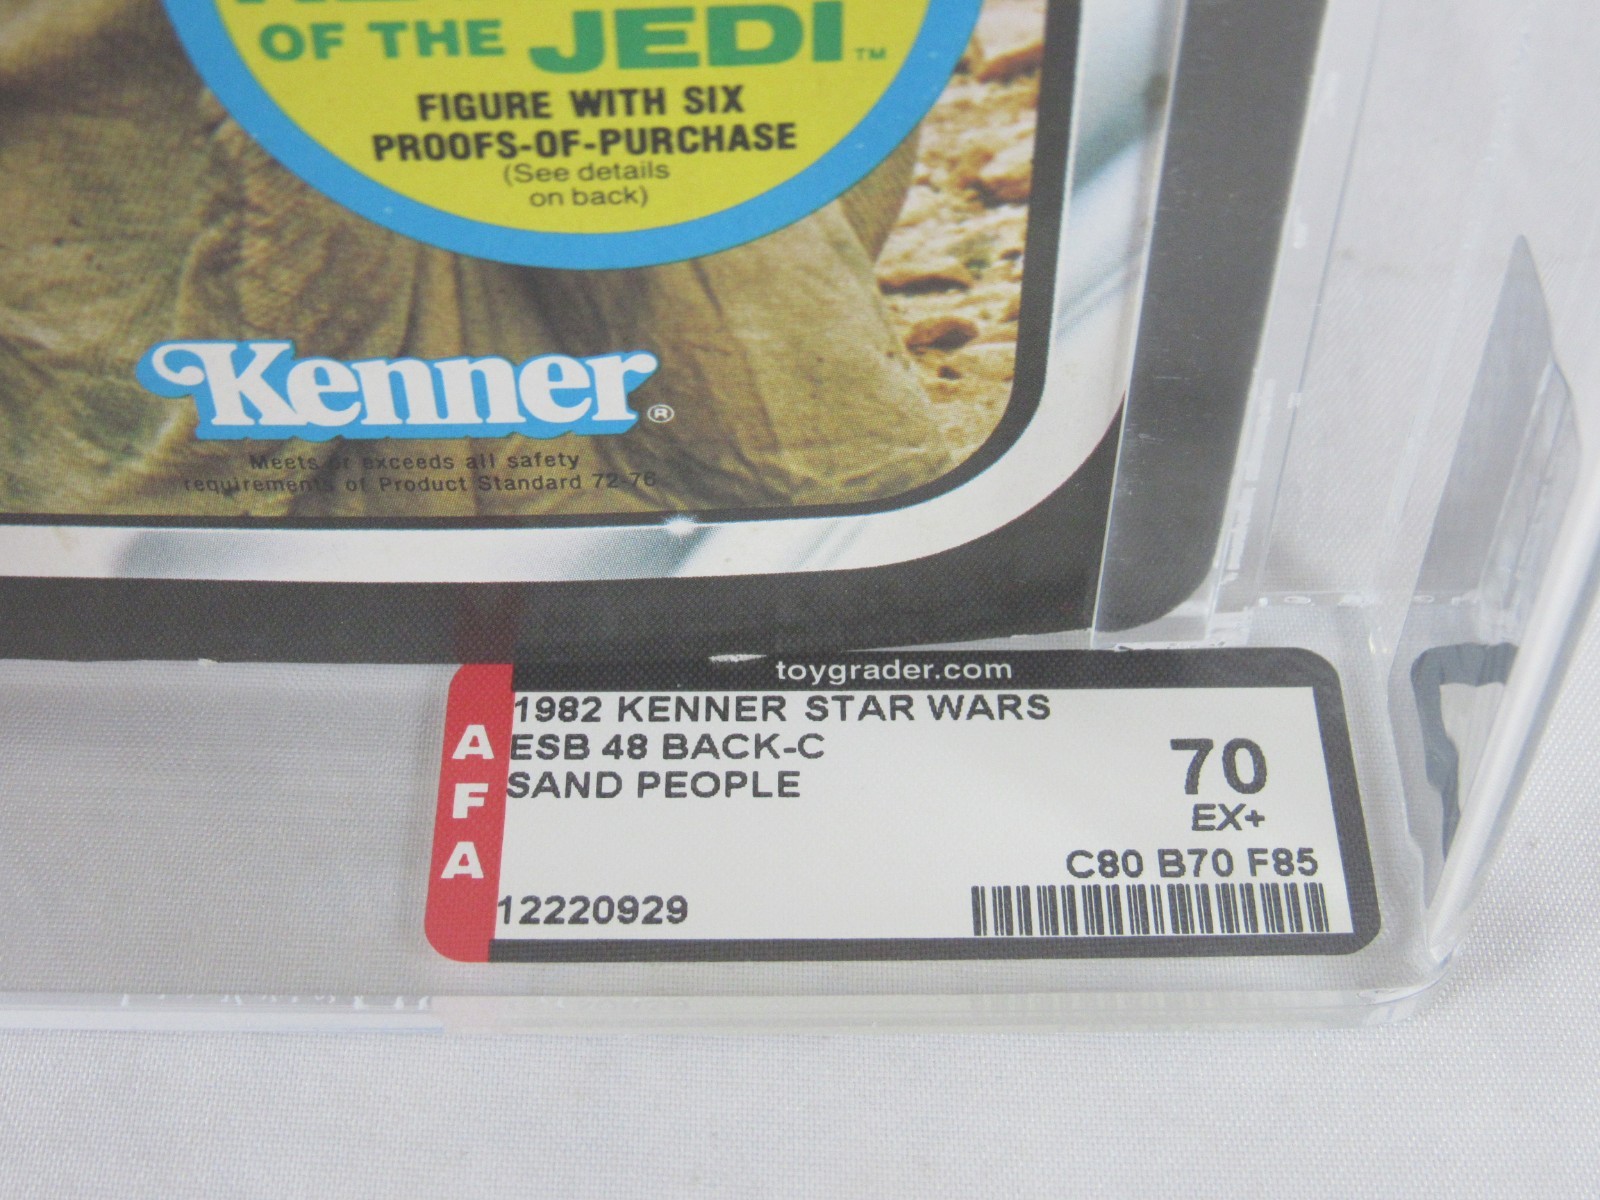 OF THE JEDI™
FIGURE WITH SIX
PROOFS-OF-PURCHASE
(See details
on back)
Kenner®
Meets or exceeds all safety
requirements of Product Standard 72-76
toygrader.com
AFA
1982 KENNER STAR WARS
ESB 48 BACK-C
SAND PEOPLE
70
EX+
C80 B70 F85
12220929